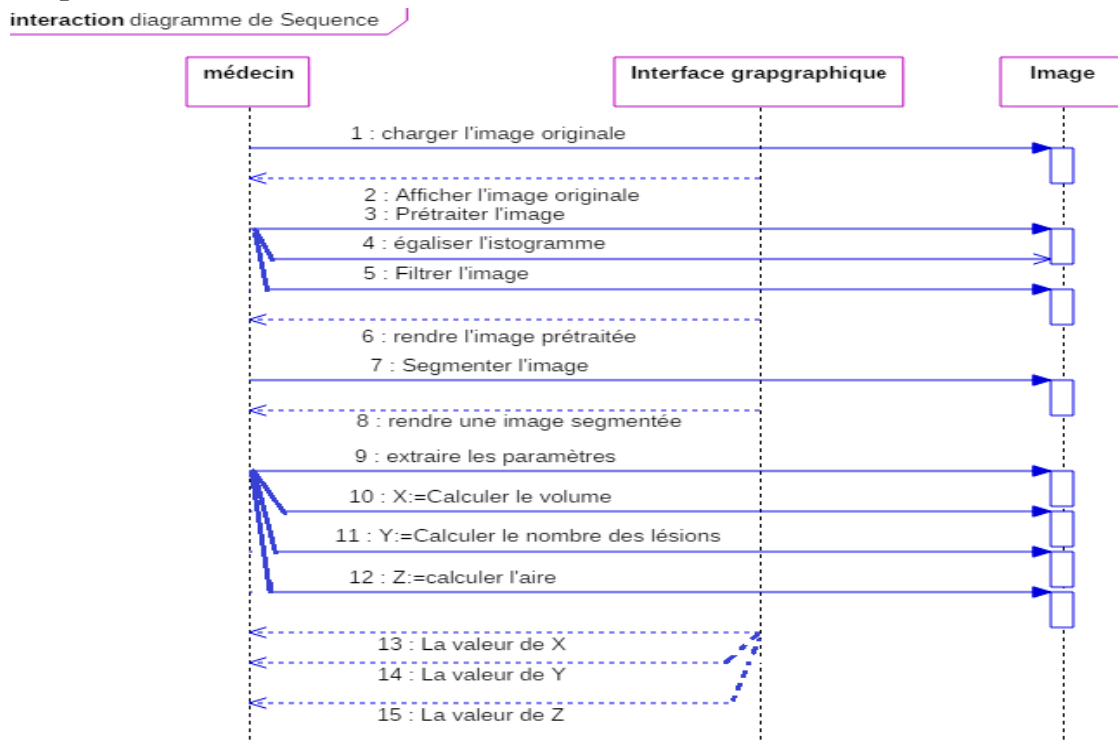 interaction diagramme de Sequence
médecin
Interface grapgraphique
Image
1 : charger l'image originale
2 : Afficher l'image originale
3 : Prétraiter l'image
4 : égaliser l'istogramme
5 : Filtrer l'image
6 : rendre l'image prétraitée
7 : Segmenter l'image
8 : rendre une image segmentée
9 : extraire les paramètres
10 : X:=Calculer le volume
11 : Y:=Calculer le nombre des lésions
12 : Z:=calculer l'aire
13 : La valeur de X
14 : La valeur de Y
15 : La valeur de Z